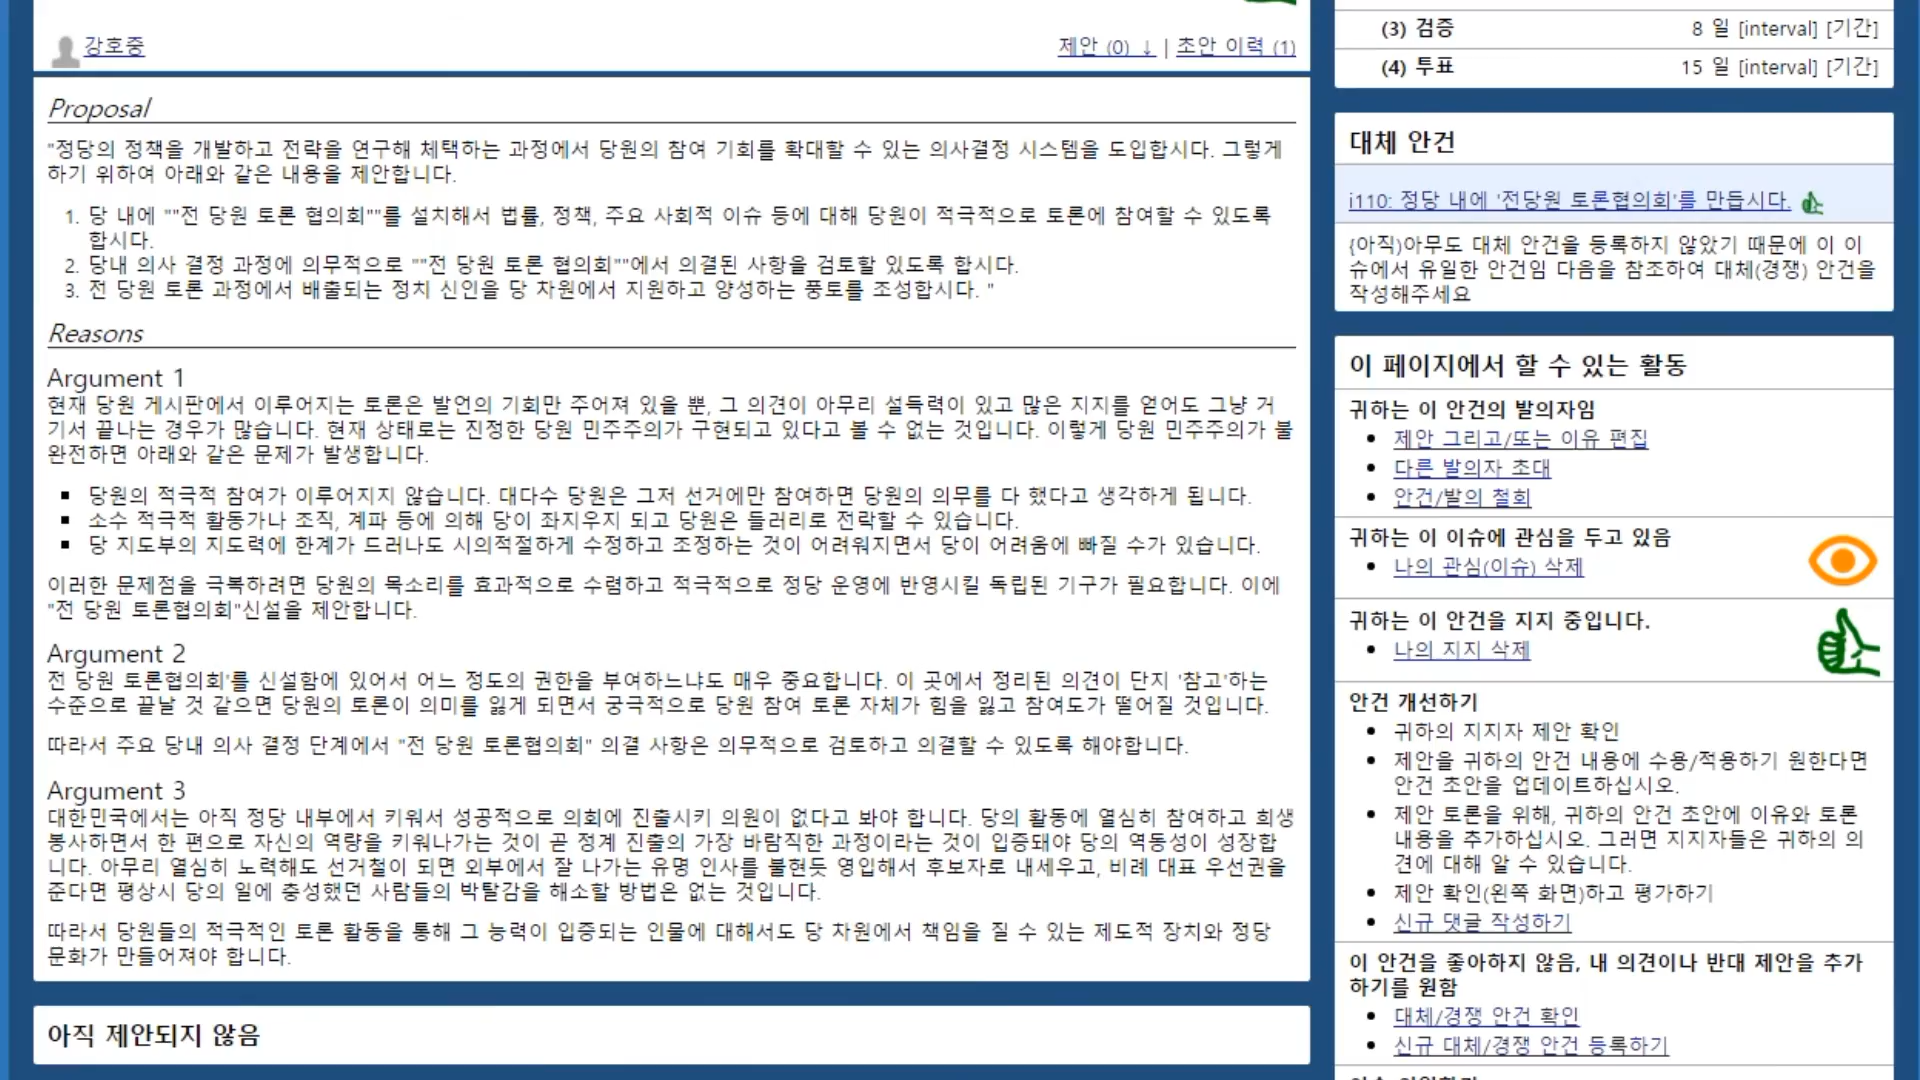 강호중
제안 (0) ↓ | 초안 이력 (1)
Proposal
"정당의 정책을 개발하고 전략을 연구해 체택하는 과정에서 당원의 참여 기회를 확대할 수 있는 의사결정 시스템을 도입합시다. 그렇게
하기 위하여 아래와 같은 내용을 제안합니다.
1. 당 내에 ""전 당원 토론 협의회""를 설치해서 법률, 정책, 주요 사회적 이슈 등에 대해 당원이 적극적으로 토론에 참여할 수 있도록
합시다.
2. 당내 의사 결정 과정에 의무적으로 ""전 당원 토론 협의회""에서 의결된 사항을 검토할 있도록 합시다.
3. 전 당원 토론 과정에서 배출되는 정치 신인을 당 차원에서 지원하고 양성하는 풍토를 조성합시다. "
Reasons
Argument 1
현재 당원 게시판에서 이루어지는 토론은 발언의 기회만 주어져 있을 뿐, 그 의견이 아무리 설득력이 있고 많은 지지를 얻어도 그냥 거
기서 끝나는 경우가 많습니다. 현재 상태로는 진정한 당원 민주주의가 구현되고 있다고 볼 수 없는 것입니다. 이렇게 당원 민주주의가 불
완전하면 아래와 같은 문제가 발생합니다.
당원의 적극적 참여가 이루어지지 않습니다. 대다수 당원은 그저 선거에만 참여하면 당원의 의무를 다 했다고 생각하게 됩니다.
소수 적극적 활동가나 조직, 계파 등에 의해 당이 좌지우지 되고 당원은 들러리로 전락할 수 있습니다.
당 지도부의 지도력에 한계가 드러나도 시의적절하게 수정하고 조정하는 것이 어려워지면서 당이 어려움에 빠질 수가 있습니다.
이러한 문제점을 극복하려면 당원의 목소리를 효과적으로 수렴하고 적극적으로 정당 운영에 반영시킬 독립된 기구가 필요합니다. 이에
"전 당원 토론협의회"신설을 제안합니다.
Argument 2
전 당원 토론협의회'를 신설함에 있어서 어느 정도의 권한을 부여하느냐도 매우 중요합니다. 이 곳에서 정리된 의견이 단지 '참고'하는
수준으로 끝날 것 같으면 당원의 토론이 의미를 잃게 되면서 궁극적으로 당원 참여 토론 자체가 힘을 잃고 참여도가 떨어질 것입니다.
따라서 주요 당내 의사 결정 단계에서 "전 당원 토론협의회" 의결 사항은 의무적으로 검토하고 의결할 수 있도록 해야합니다.
Argument 3
대한민국에서는 아직 정당 내부에서 키워서 성공적으로 의회에 진출시키 의원이 없다고 봐야 합니다. 당의 활동에 열심히 참여하고 희생
봉사하면서 한 편으로 자신의 역량을 키워나가는 것이 곧 정계 진출의 가장 바람직한 과정이라는 것이 입증돼야 당의 역동성이 성장합
니다. 아무리 열심히 노력해도 선거철이 되면 외부에서 잘 나가는 유명 인사를 불현듯 영입해서 후보자로 내세우고, 비례 대표 우선권을
준다면 평상시 당의 일에 충성했던 사람들의 박탈감을 해소할 방법은 없는 것입니다.
따라서 당원들의 적극적인 토론 활동을 통해 그 능력이 입증되는 인물에 대해서도 당 차원에서 책임을 질 수 있는 제도적 장치와 정당
문화가 만들어져야 합니다.
아직 제안되지 않음
(3) 검증 8 일 [interval] [기간]
(4) 투표 15 일 [interval] [기간]
대체 안건
i110: 정당 내에 '전당원 토론협의회'를 만듭시다.
{아직)아무도 대체 안건을 등록하지 않았기 때문에 이 이
슈에서 유일한 안건임 다음을 참조하여 대체(경쟁) 안건을
작성해주세요
이 페이지에서 할 수 있는 활동
귀하는 이 안건의 발의자임
제안 그리고/또는 이유 편집
다른 발의자 초대
안건/발의 철회
귀하는 이 이슈에 관심을 두고 있음
나의 관심(이슈) 삭제
귀하는 이 안건을 지지 중입니다.
나의 지지 삭제
안건 개선하기
귀하의 지지자 제안 확인
제안을 귀하의 안건 내용에 수용/적용하기 원한다면
안건 초안을 업데이트하십시오.
제안 토론을 위해, 귀하의 안건 초안에 이유와 토론
내용을 추가하십시오. 그러면 지지자들은 귀하의 의
견에 대해 알 수 있습니다.
제안 확인(왼쪽 화면)하고 평가하기
신규 댓글 작성하기
이 안건을 좋아하지 않음, 내 의견이나 반대 제안을 추가
하기를 원함
대체/경쟁 안건 확인
신규 대체/경쟁 안건 등록하기